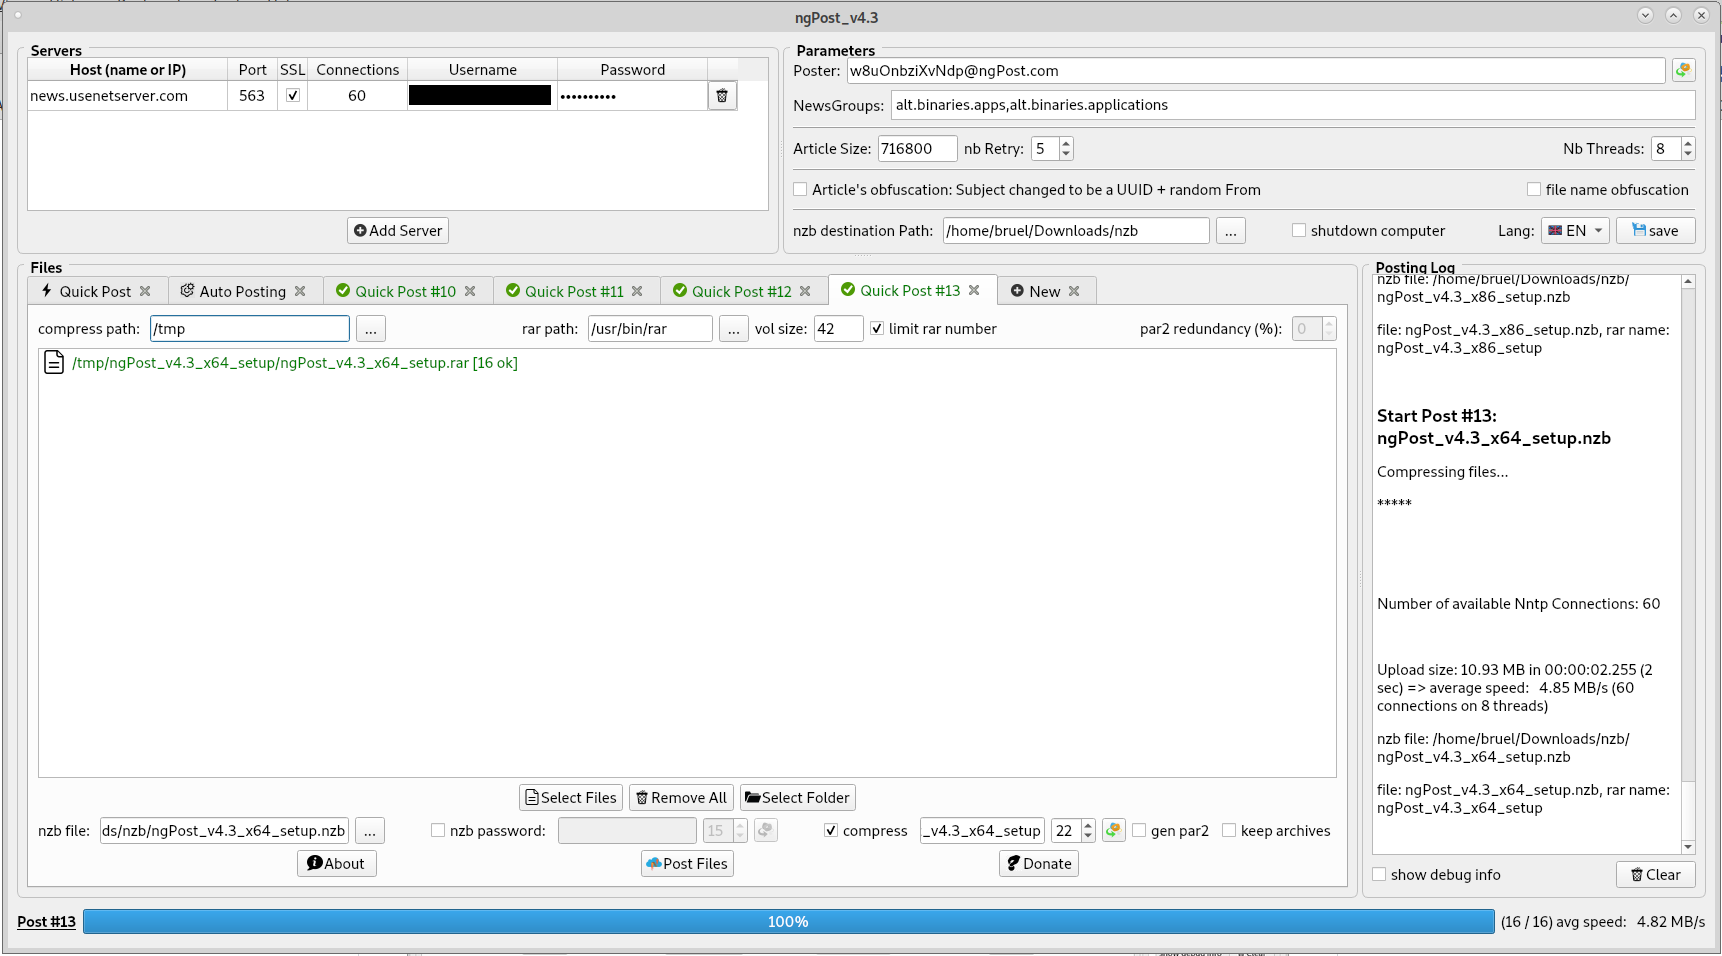 ngPost_v4.3
Servers
Host (name or IP) Port SSL Connections Username Password
news.usenetserver.com 563 60 ••••••••••
Add Server
Parameters
Poster: w8uOnbziXvNdp@ngPost.com
NewsGroups: alt.binaries.apps,alt.binaries.applications
Article Size: 716800 nb Retry: 5 Nb Threads: 8
Article's obfuscation: Subject changed to be a UUID + random From file name obfuscation
nzb destination Path: /home/bruel/Downloads/nzb ... shutdown computer Lang: EN save
Files
Quick Post Auto Posting Quick Post #10 Quick Post #11 Quick Post #12 Quick Post #13 New
compress path: /tmp ... rar path: /usr/bin/rar ... vol size: 42 limit rar number par2 redundancy (%): 0
/tmp/ngPost_v4.3_x64_setup/ngPost_v4.3_x64_setup.rar [16 ok]
Select Files Remove All Select Folder
nzb file: ds/nzb/ngPost_v4.3_x64_setup.nzb ... nzb password: 15 compress _v4.3_x64_setup 22 gen par2 keep archives
About Post Files Donate
Posting Log
nzb file: /home/bruel/Downloads/nzb/
ngPost_v4.3_x86_setup.nzb
file: ngPost_v4.3_x86_setup.nzb, rar name:
ngPost_v4.3_x86_setup
Start Post #13:
ngPost_v4.3_x64_setup.nzb
Compressing files...
*****
Number of available Nntp Connections: 60
Upload size: 10.93 MB in 00:00:02.255 (2
sec) => average speed: 4.85 MB/s (60
connections on 8 threads)
nzb file: /home/bruel/Downloads/nzb/
ngPost_v4.3_x64_setup.nzb
file: ngPost_v4.3_x64_setup.nzb, rar name:
ngPost_v4.3_x64_setup
show debug info Clear
Post #13 100% (16 / 16) avg speed: 4.82 MB/s